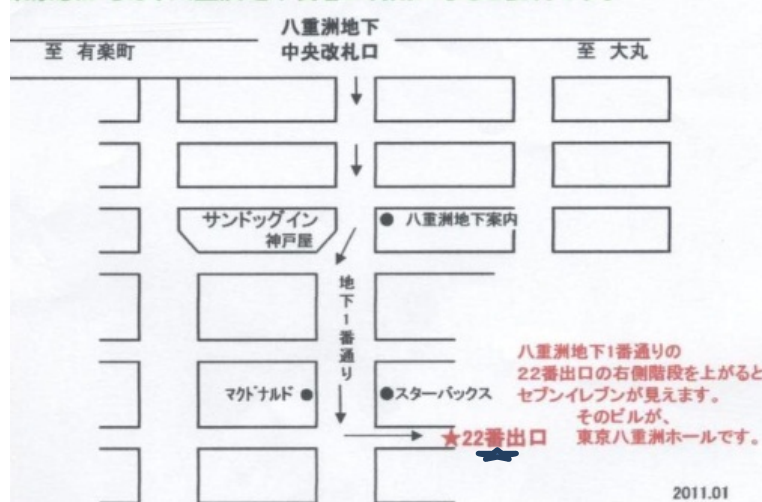 八重洲地下
中央改札口
至 有楽町
至 大丸
サンドッグイン
神戸屋
八重洲地下案内
地下1番通り
マクドナルド
スターバックス
八重洲地下1番通りの
22番出口の右側階段を上がると
セブンイレブンが見えます。
そのビルが、
東京八重洲ホールです。
★22番出口
2011.01